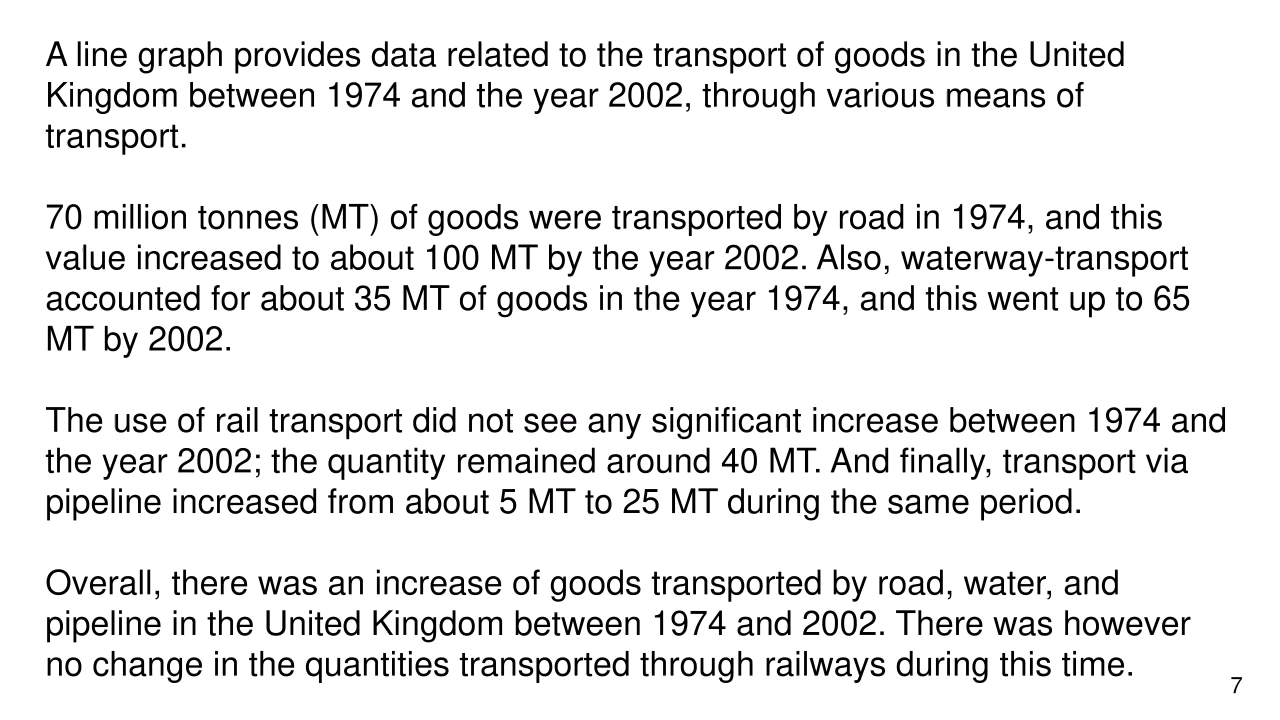 A line graph provides data related to the transport of goods in the United
Kingdom between 1974 and the year 2002, through various means of
transport.
70 million tonnes (MT) of goods were transported by road in 1974, and this
value increased to about 100 MT by the year 2002. Also, waterway-transport
accounted for about 35 MT of goods in the year 1974, and this went up to 65
MT by 2002.
The use of rail transport did not see any significant increase between 1974 and
the year 2002; the quantity remained around 40 MT. And finally, transport via
pipeline increased from about 5 MT to 25 MT during the same period.
Overall, there was an increase of goods transported by road, water, and
pipeline in the United Kingdom between 1974 and 2002. There was however
no change in the quantities transported through railways during this time.
7